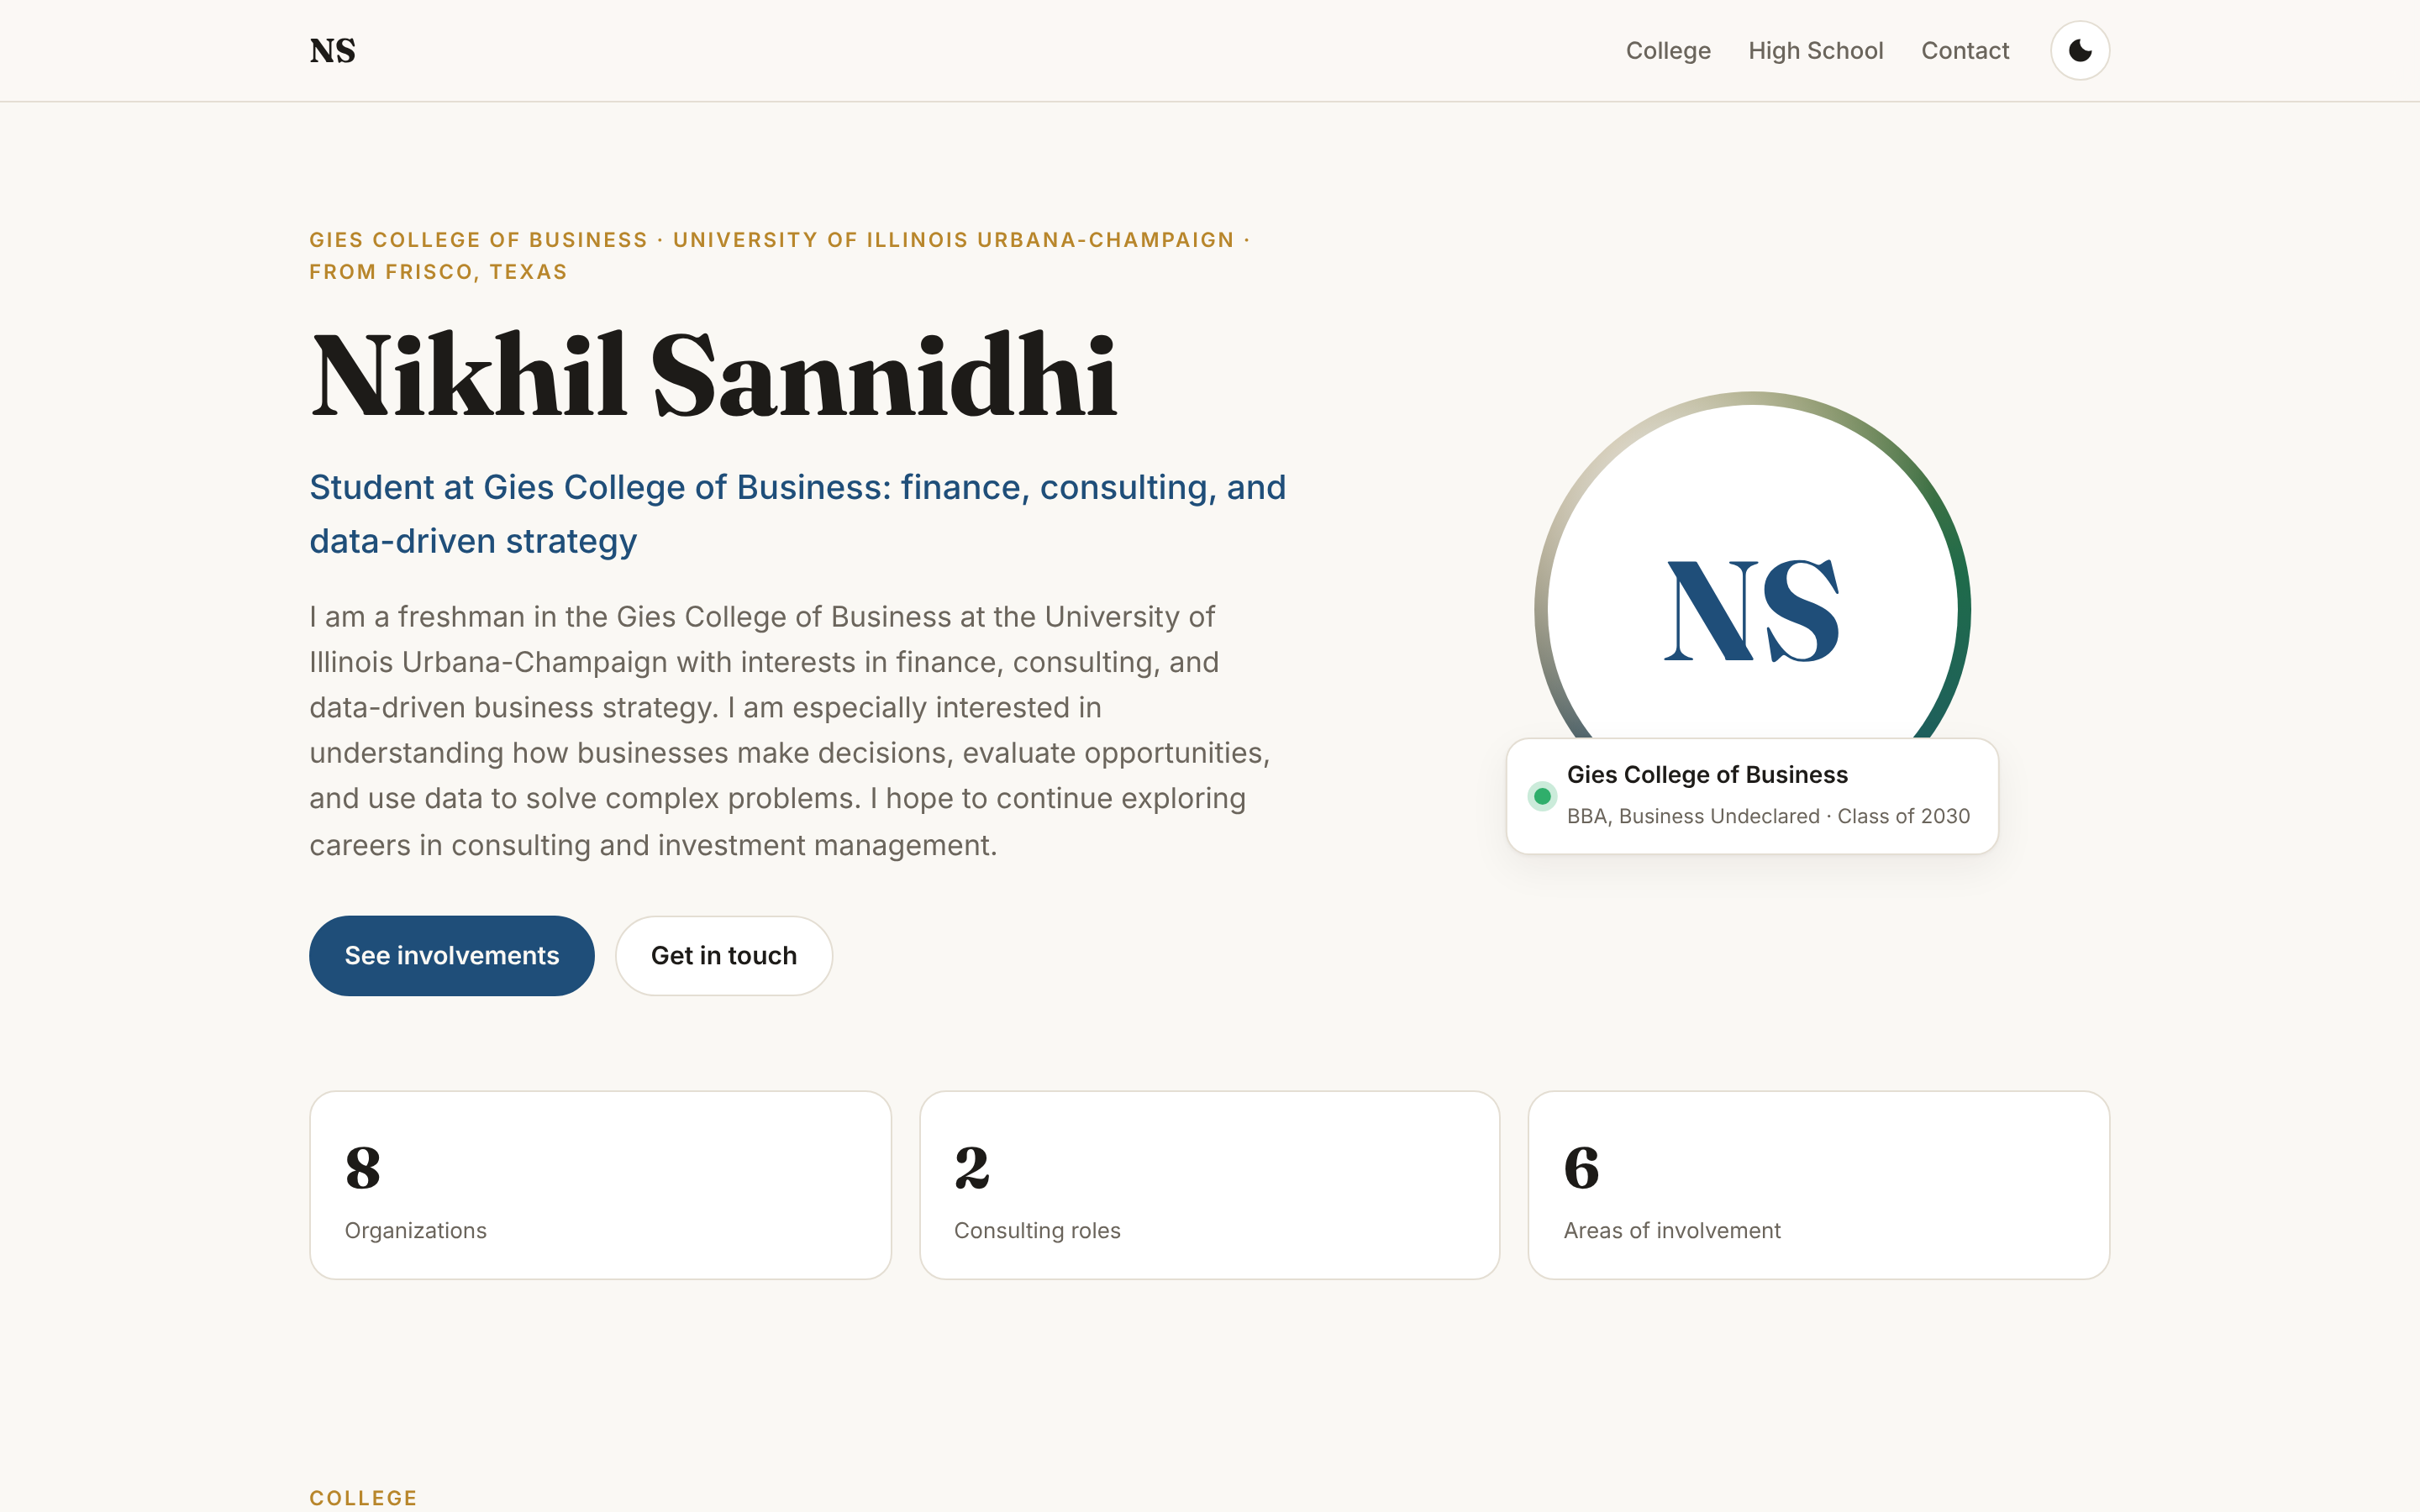 NS
College
High School
Contact
GIES COLLEGE OF BUSINESS · UNIVERSITY OF ILLINOIS URBANA-CHAMPAIGN ·
FROM FRISCO, TEXAS
Nikhil Sannidhi
Student at Gies College of Business: finance, consulting, and
data-driven strategy
I am a freshman in the Gies College of Business at the University of
Illinois Urbana-Champaign with interests in finance, consulting, and
data-driven business strategy. I am especially interested in
understanding how businesses make decisions, evaluate opportunities,
and use data to solve complex problems. I hope to continue exploring
careers in consulting and investment management.
See involvements
Get in touch
NS
Gies College of Business
BBA, Business Undeclared · Class of 2030
8
Organizations
2
Consulting roles
6
Areas of involvement
COLLEGE